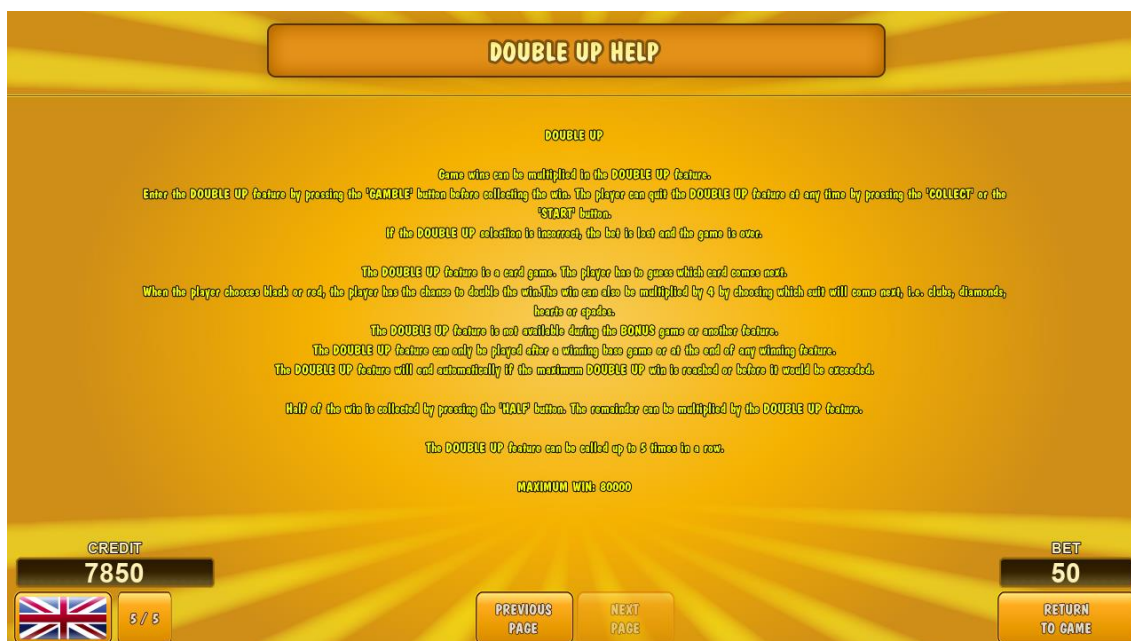 DOUBLE UP HELP
DOUBLE UP
Game wins can be multiplied in the DOUBLE UP feature.
Enter the DOUBLE UP feature by pressing the 'GAMBLE' button before collecting the win. The player can quit the DOUBLE UP feature at any time by pressing the 'COLLECT' or the
'START' button.
If the DOUBLE UP selection is incorrect, the bet is lost and the game is over.
The DOUBLE UP feature is a card game. The player has to guess which card comes next.
When the player chooses black or red, the player has the chance to double the win.The win can also be multiplied by 4 by choosing which suit will come next, i.e. clubs, diamonds,
hearts or spades.
The DOUBLE UP feature is not available during the BONUS game or another feature.
The DOUBLE UP feature can only be played after a winning base game or at the end of any winning feature.
The DOUBLE UP feature will end automatically if the maximum DOUBLE UP win is reached or before it would be exceeded.
Half of the win is collected by pressing the 'HALF' button. The remainder can be multiplied by the DOUBLE UP feature.
The DOUBLE UP feature can be called up to 5 times in a row.
MAXIMUM WIN: 80000
CREDIT
7850
BET
50
5 / 5
PREVIOUS
PAGE
NEXT
PAGE
RETURN
TO GAME